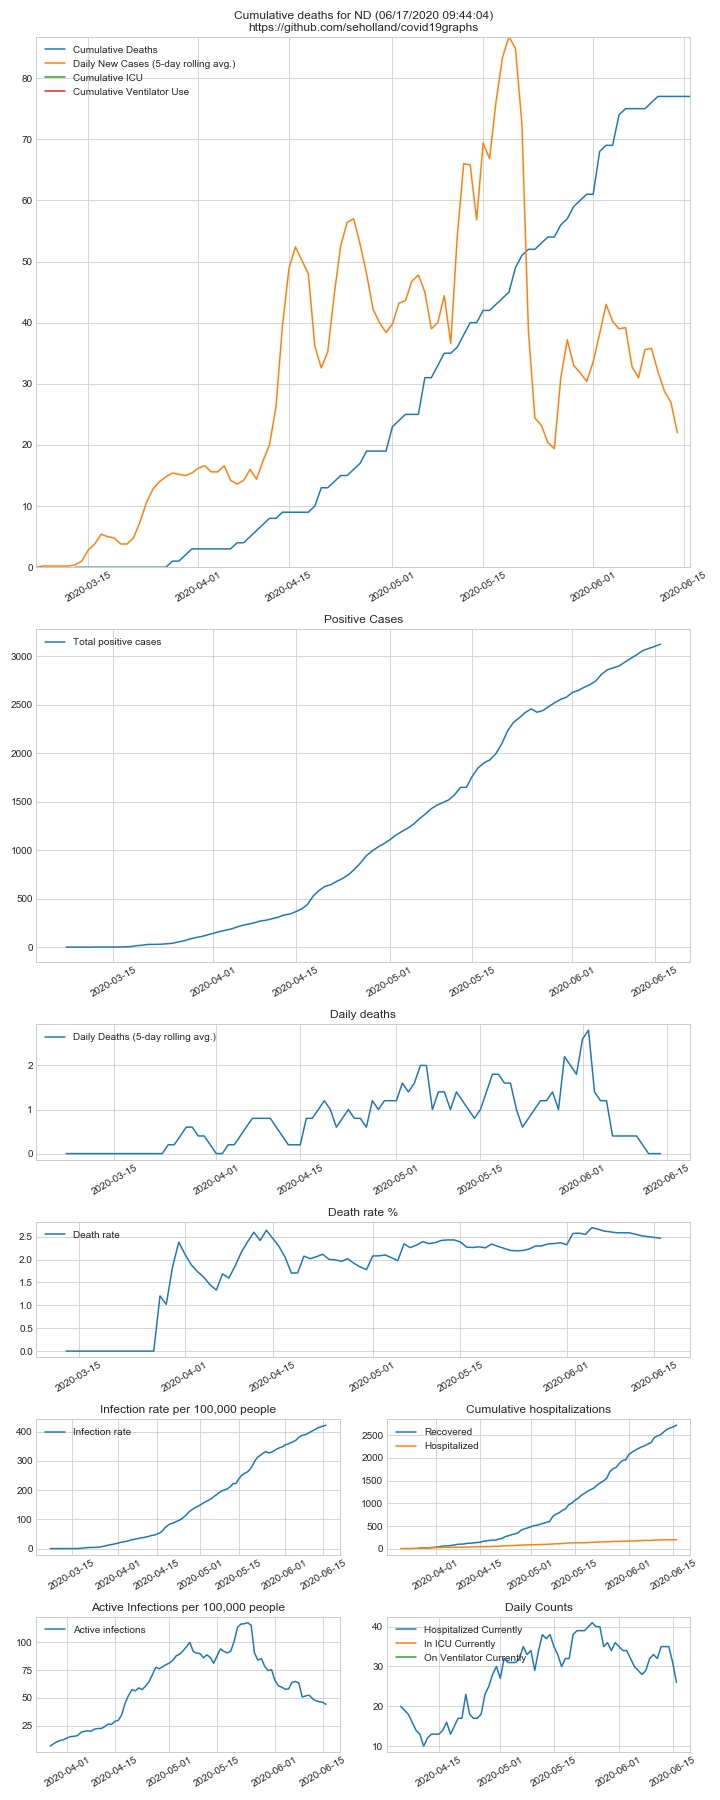 Cumulative deaths for ND (06/17/2020 09:44:04)
https://github.com/seholland/covid19graphs
Cumulative Deaths
Daily New Cases (5-day rolling avg.)
Cumulative ICU
Cumulative Ventilator Use
80
70
60
50
40
30
20
10
0
2020-03-15 2020-04-01 2020-04-15 2020-05-01 2020-05-15 2020-06-01 2020-06-15
Positive Cases
Total positive cases
3000
2500
2000
1500
1000
500
0
2020-03-15 2020-04-01 2020-04-15 2020-05-01 2020-05-15 2020-06-01 2020-06-15
Daily deaths
Daily Deaths (5-day rolling avg.)
2
1
0
2020-03-15 2020-04-01 2020-04-15 2020-05-01 2020-05-15 2020-06-01 2020-06-15
Death rate %
Death rate
2.5
2.0
1.5
1.0
0.5
0.0
2020-03-15 2020-04-01 2020-04-15 2020-05-01 2020-05-15 2020-06-01 2020-06-15
Infection rate per 100,000 people
Infection rate
400
300
200
100
0
2020-03-15 2020-04-01 2020-04-15 2020-05-01 2020-05-15 2020-06-01 2020-06-15
Cumulative hospitalizations
Recovered
Hospitalized
2500
2000
1500
1000
500
0
2020-04-01 2020-04-15 2020-05-01 2020-05-15 2020-06-01 2020-06-15
Active Infections per 100,000 people
Active infections
100
75
50
25
2020-04-01 2020-04-15 2020-05-01 2020-05-15 2020-06-01 2020-06-15
Daily Counts
Hospitalized Currently
In ICU Currently
On Ventilator Currently
40
30
20
10
2020-04-15 2020-05-01 2020-05-15 2020-06-01 2020-06-15